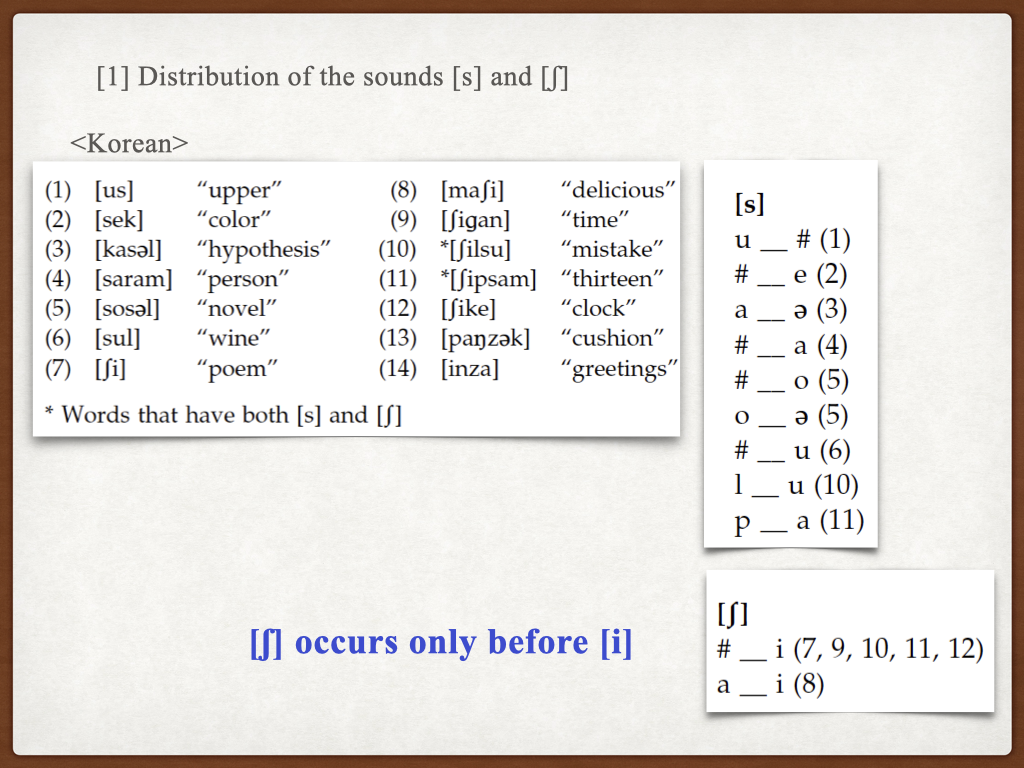 [1] Distribution of the sounds [s] and [ʃ]
<Korean>
(1) [us] “upper” (8) [maʃi] “delicious”
(2) [sek] “color” (9) [ʃigan] “time”
(3) [kasəl] “hypothesis” (10) *[ʃilsu] “mistake”
(4) [saram] “person” (11) *[ʃipsam] “thirteen”
(5) [sosəl] “novel” (12) [ʃike] “clock”
(6) [sul] “wine” (13) [paŋzək] “cushion”
(7) [ʃi] “poem” (14) [inza] “greetings”
* Words that have both [s] and [ʃ]
[s]
u __ # (1)
# __ e (2)
a __ ə (3)
# __ a (4)
# __ o (5)
o __ ə (5)
# __ u (6)
l __ u (10)
p __ a (11)
[ʃ] occurs only before [i]
[ʃ]
# __ i (7, 9, 10, 11, 12)
a __ i (8)